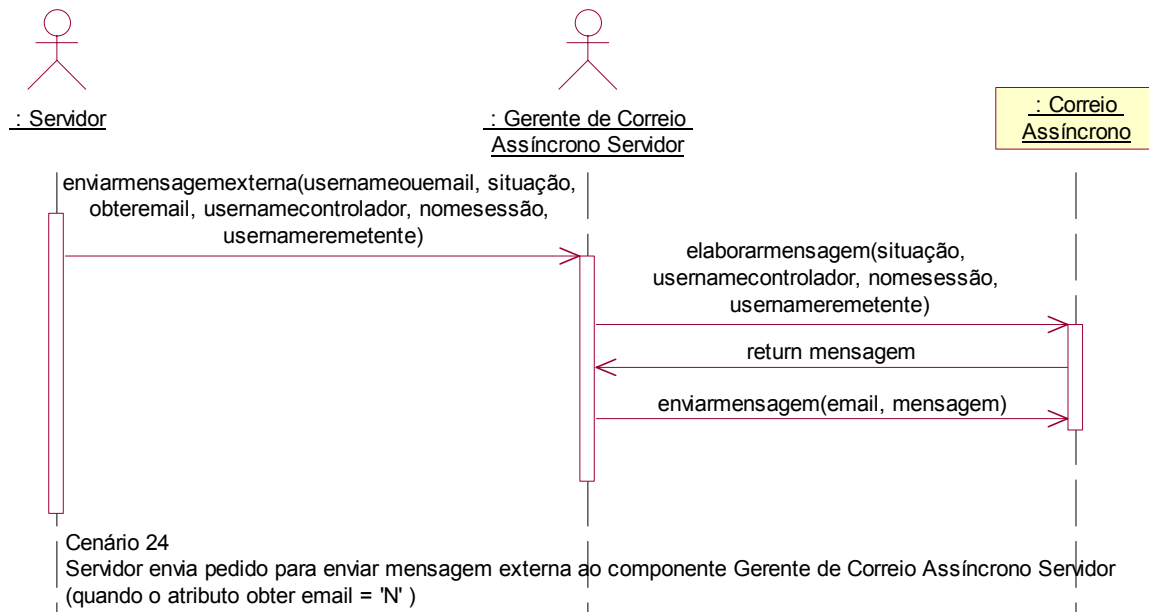 : Servidor
: Gerente de Correio
Assíncrono Servidor
: Correio
Assíncrono
enviarmensagemexterna(usernameouemail, situação,
obteremail, usernamecontrolador, nomesessão,
usernameremetente)
elaborarmensagem(situação,
usernamecontrolador, nomesessão,
usernameremetente)
return mensagem
enviarmensagem(email, mensagem)
Cenário 24
Servidor envia pedido para enviar mensagem externa ao componente Gerente de Correio Assíncrono Servidor
(quando o atributo obter email = 'N' )